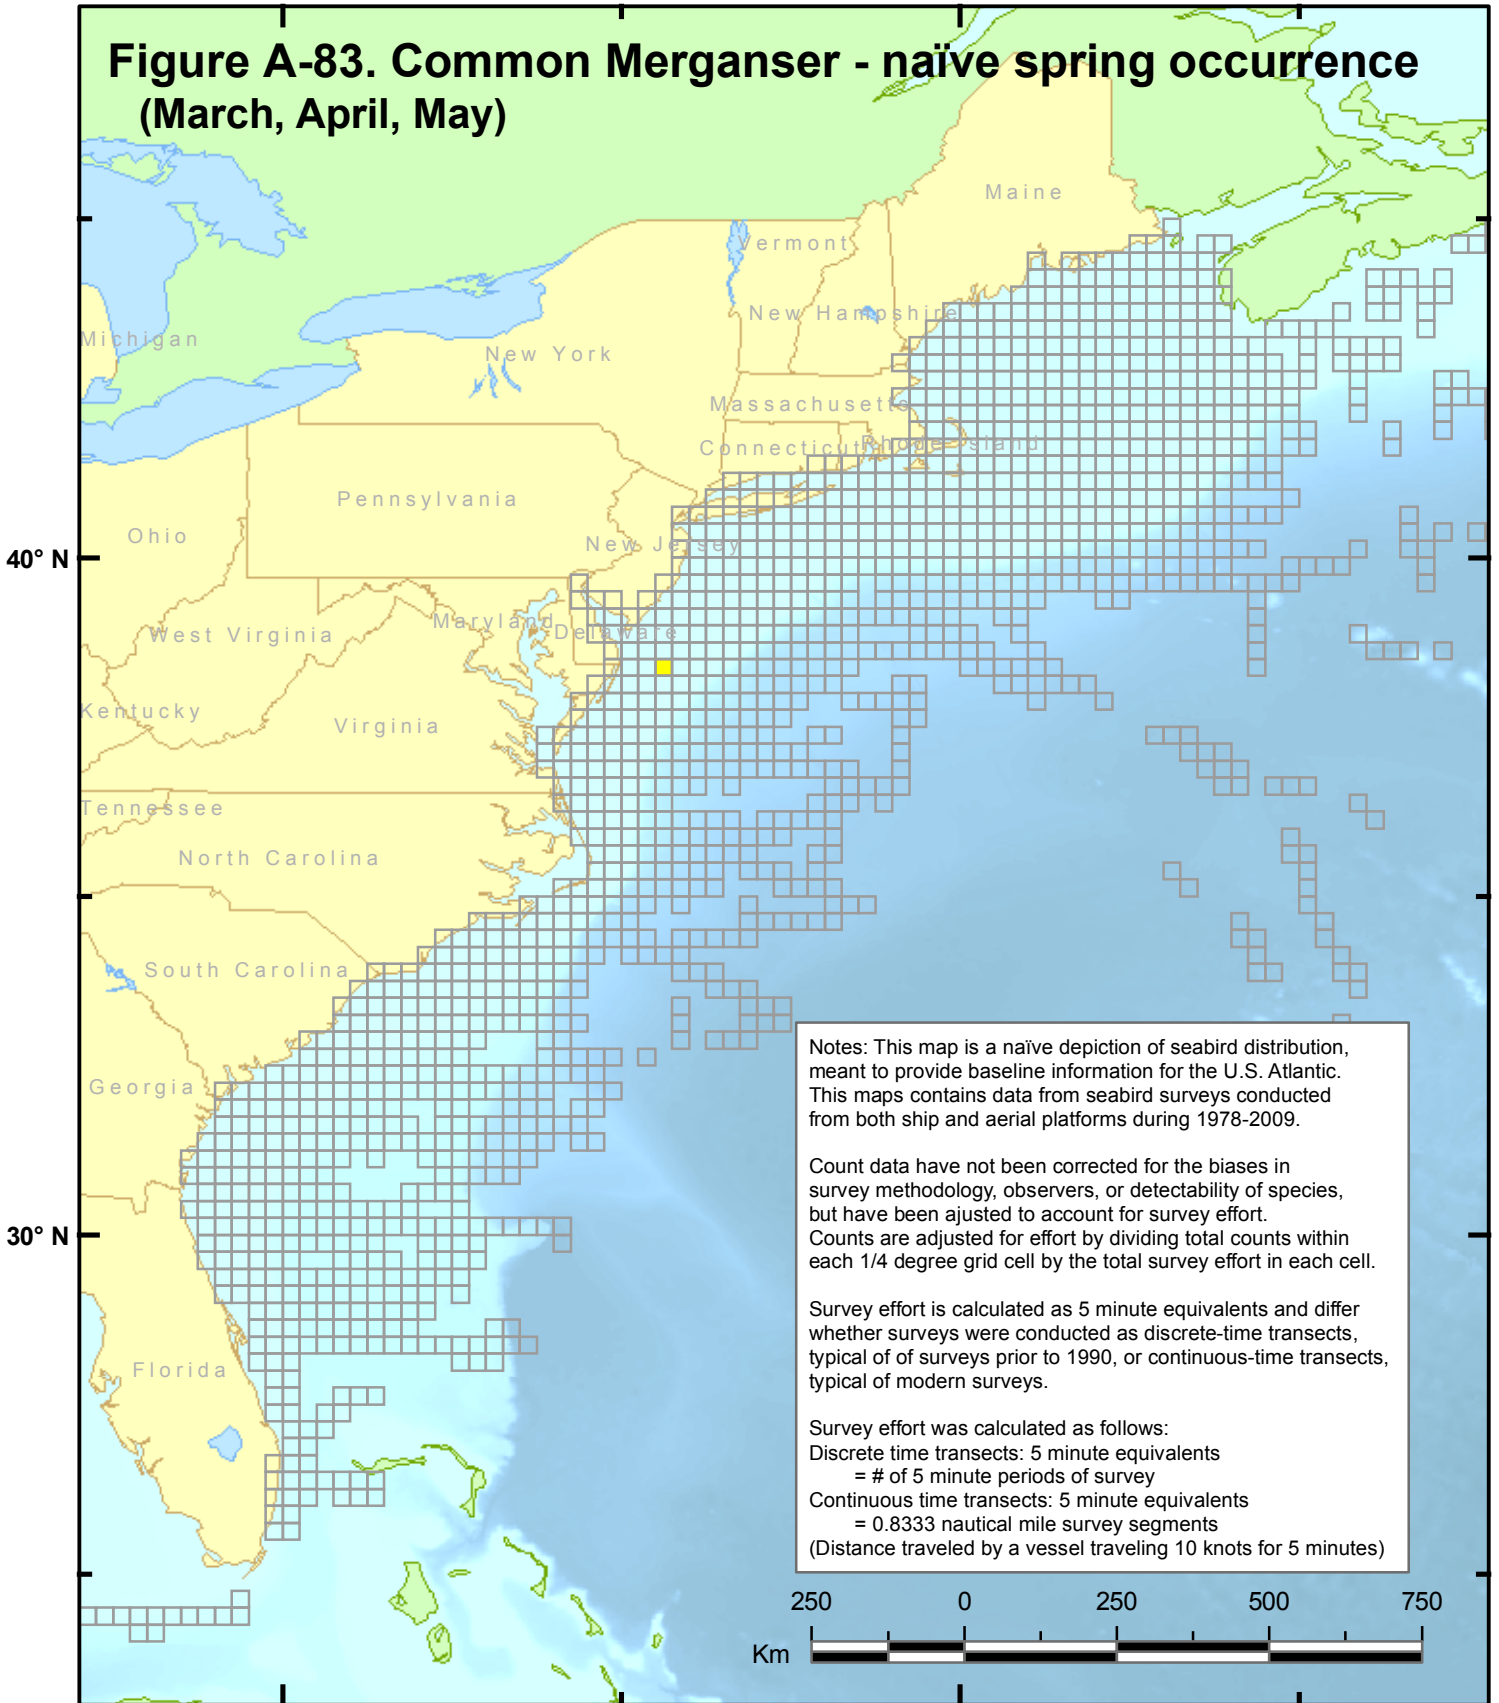 Figure A-83. Common Merganser - naïve spring occurrence
(March, April, May)
Maine
Vermont
New Hampshire
Michigan
New York
Massachusetts
Connecticut
Rhode Island
Pennsylvania
Ohio
New Jersey
40° N
Maryland
Delaware
West Virginia
Kentucky
Virginia
Tennessee
North Carolina
South Carolina
Georgia
30° N
Florida
Notes: This map is a naïve depiction of seabird distribution,
meant to provide baseline information for the U.S. Atlantic.
This maps contains data from seabird surveys conducted
from both ship and aerial platforms during 1978-2009.
Count data have not been corrected for the biases in
survey methodology, observers, or detectability of species,
but have been ajusted to account for survey effort.
Counts are adjusted for effort by dividing total counts within
each 1/4 degree grid cell by the total survey effort in each cell.
Survey effort is calculated as 5 minute equivalents and differ
whether surveys were conducted as discrete-time transects,
typical of of surveys prior to 1990, or continuous-time transects,
typical of modern surveys.
Survey effort was calculated as follows:
Discrete time transects: 5 minute equivalents
= # of 5 minute periods of survey
Continuous time transects: 5 minute equivalents
= 0.8333 nautical mile survey segments
(Distance traveled by a vessel traveling 10 knots for 5 minutes)
250 0 250 500 750
Km